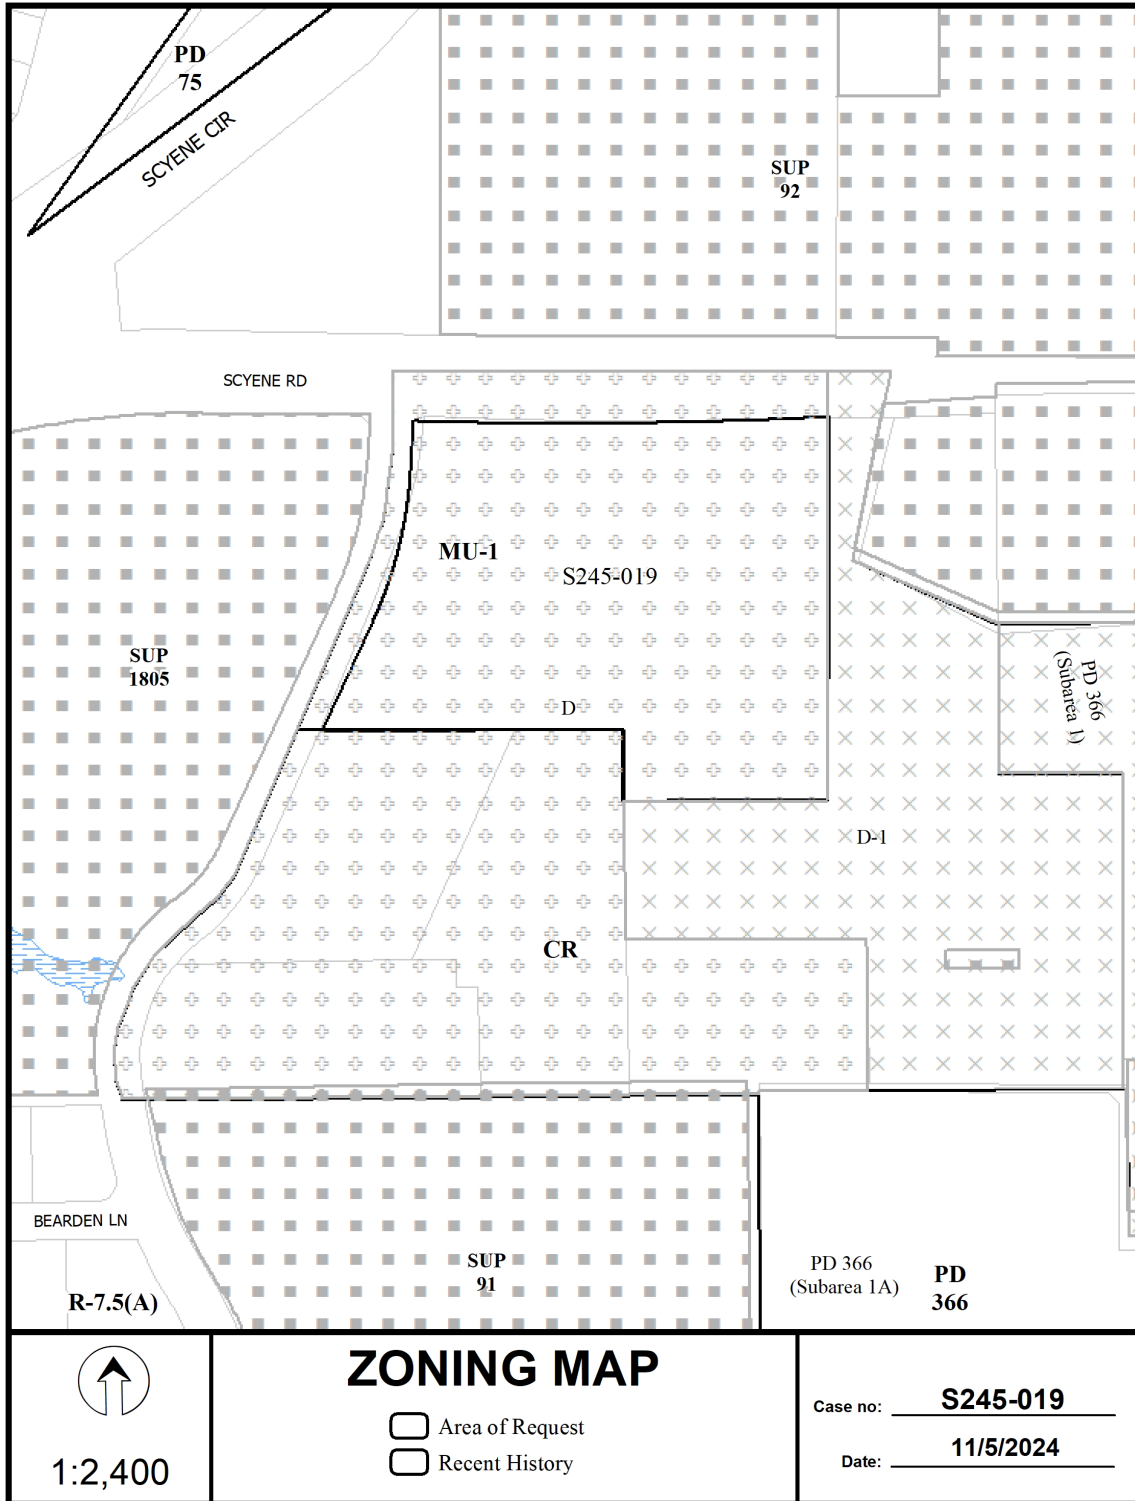 PD
75
SCYENE CIR
SUP
92
SCYENE RD
MU-1
S245-019
SUP
1805
PD 366
(Subarea 1)
D
D-1
CR
BEARDEN LN
R-7.5(A)
SUP
91
PD 366
(Subarea 1A)
PD
366
1:2,400
ZONING MAP
Area of Request
Recent History
Case no: S245-019
Date: 11/5/2024